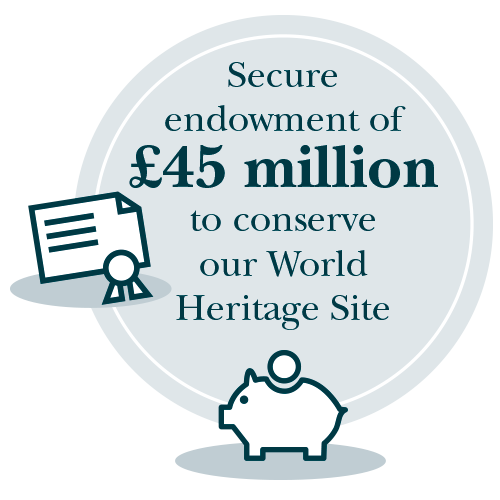 Secure
endowment of
£45 million
to conserve
our World
Heritage Site